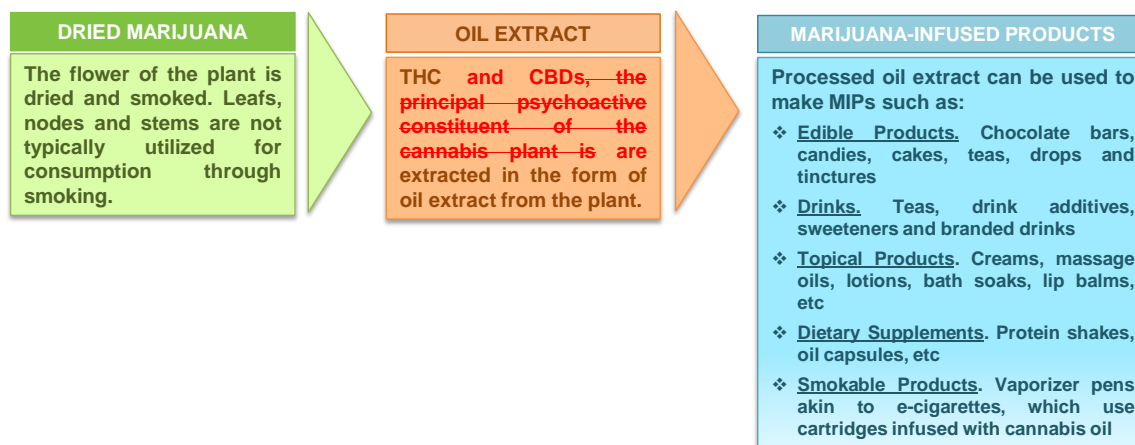 DRIED MARIJUANA
The flower of the plant is
dried and smoked. Leafs,
nodes and stems are not
typically utilized for
consumption through
smoking.
OIL EXTRACT
THC and CBDs, the
principal psychoactive
constituent of the
cannabis plant is are
extracted in the form of
oil extract from the plant.
MARIJUANA-INFUSED PRODUCTS
Processed oil extract can be used to
make MIPs such as:
❖ Edible Products. Chocolate bars,
candies, cakes, teas, drops and
tinctures
❖ Drinks. Teas, drink additives,
sweeteners and branded drinks
❖ Topical Products. Creams, massage
oils, lotions, bath soaks, lip balms,
etc
❖ Dietary Supplements. Protein shakes,
oil capsules, etc
❖ Smokable Products. Vaporizer pens
akin to e-cigarettes, which use
cartridges infused with cannabis oil